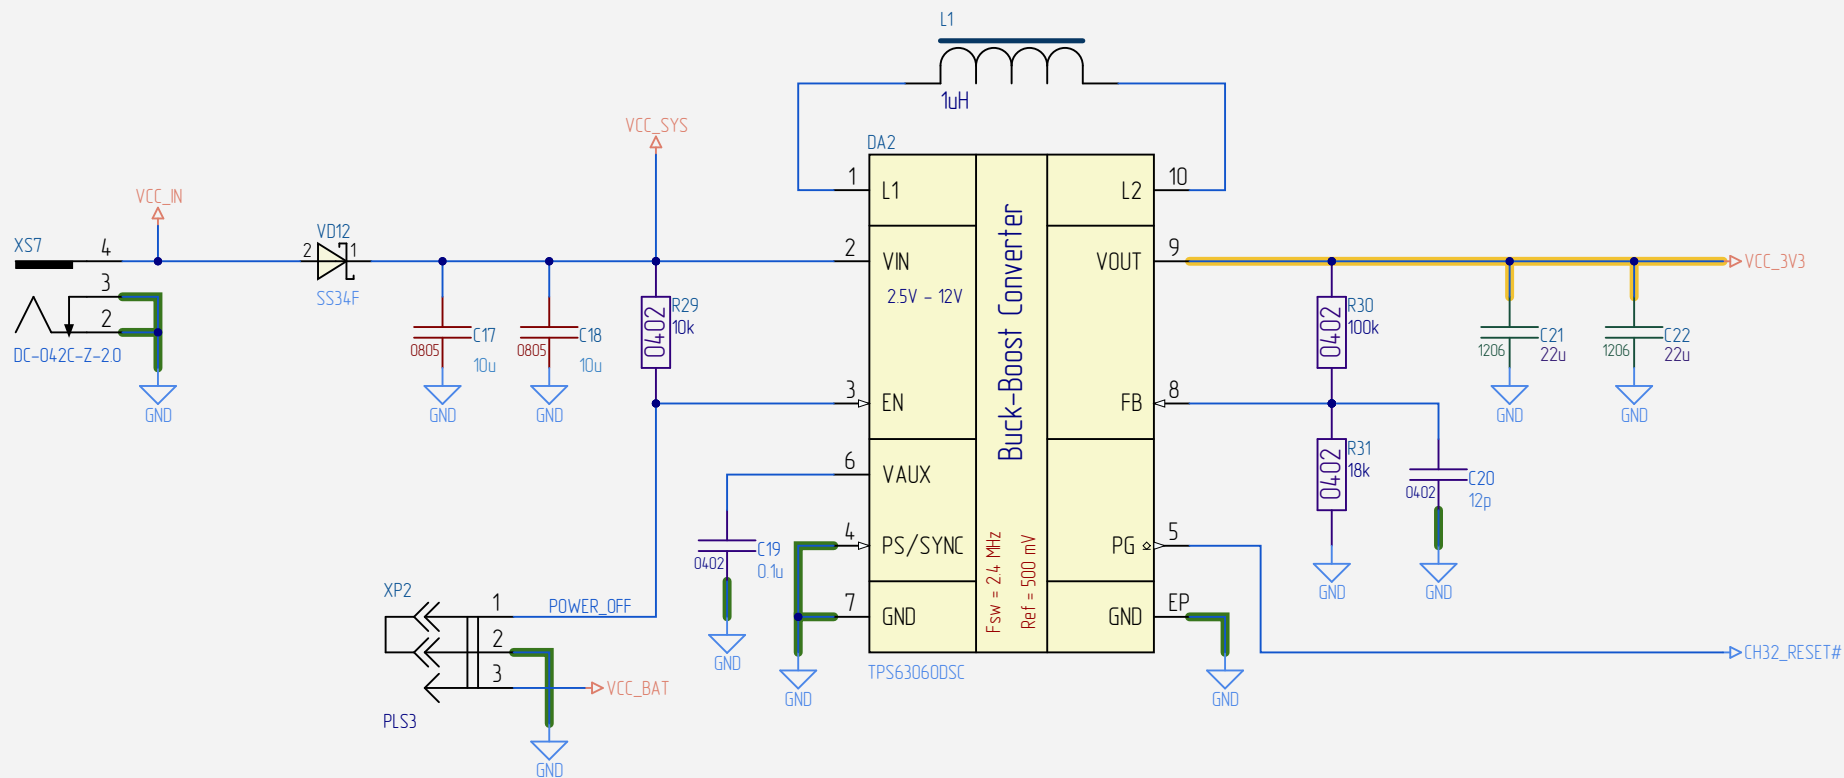 L1
1uH
VCC_SYS
DA2
VCC_IN
1
L1
L2
10
XS7
4
VD12
2
1
SS34F
2
VIN
2.5V - 12V
VOUT
9
VCC_3V3
3
2
DC-042C-Z-2.0
GND
C17
0805
10u
GND
C18
0805
10u
GND
R29
0402
10k
Buck-Boost Converter
R30
0402
100k
C21
1206
22u
GND
C22
1206
22u
GND
3
EN
FB
8
6
VAUX
R31
0402
18k
GND
C20
0402
12p
GND
C19
0402
0.1u
GND
4
PS/SYNC
Fsw = 2.4 MHz
Ref = 500 mV
PG
5
7
GND
GND
EP
XP2
1
POWER_OFF
2
3
VCC_BAT
PLS3
GND
GND
TPS63060DSC
GND
CH32_RESET#